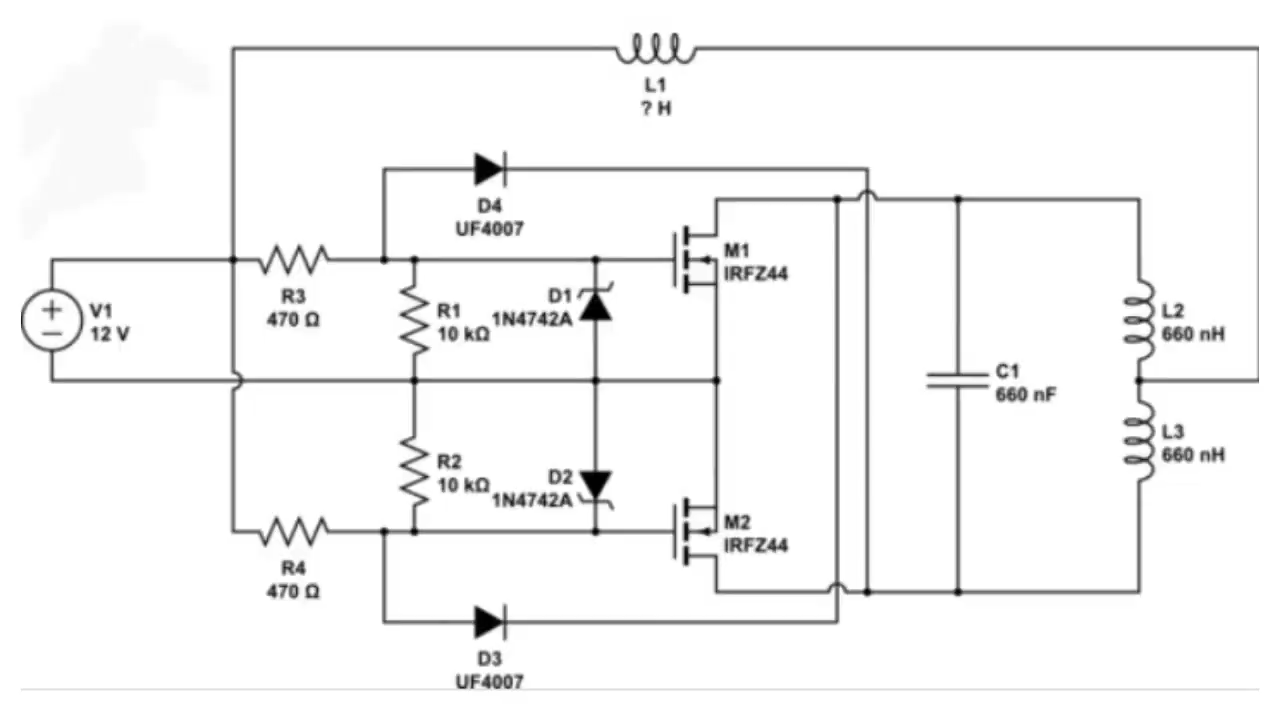 L1
? H
D4
UF4007
M1
IRFZ44
R3
470 Ω
D1
1N4742A
R1
10 kΩ
V1
12 V
+
−
L2
660 nH
C1
660 nF
L3
660 nH
R2
10 kΩ
D2
1N4742A
M2
IRFZ44
R4
470 Ω
D3
UF4007